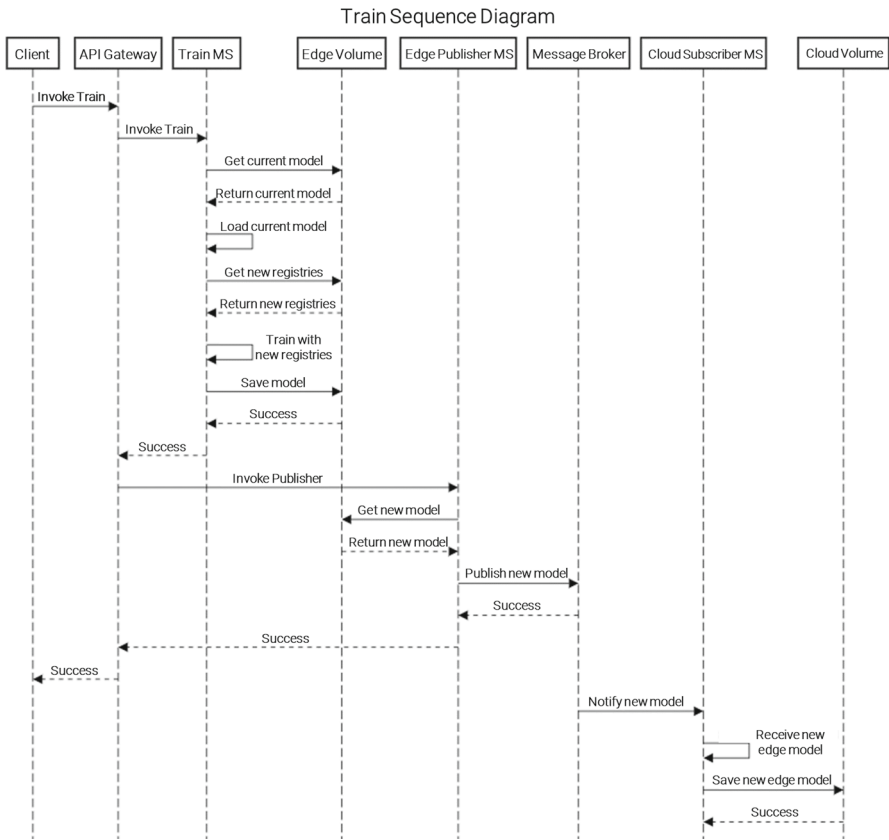 Train Sequence Diagram
Client
API Gateway
Train MS
Edge Volume
Edge Publisher MS
Message Broker
Cloud Subscriber MS
Cloud Volume
Invoke Train
Invoke Train
Get current model
Return current model
Load current model
Get new registries
Return new registries
Train with
new registries
Save model
Success
Success
Invoke Publisher
Get new model
Return new model
Publish new model
Success
Success
Success
Notify new model
Receive new
edge model
Save new edge model
Success